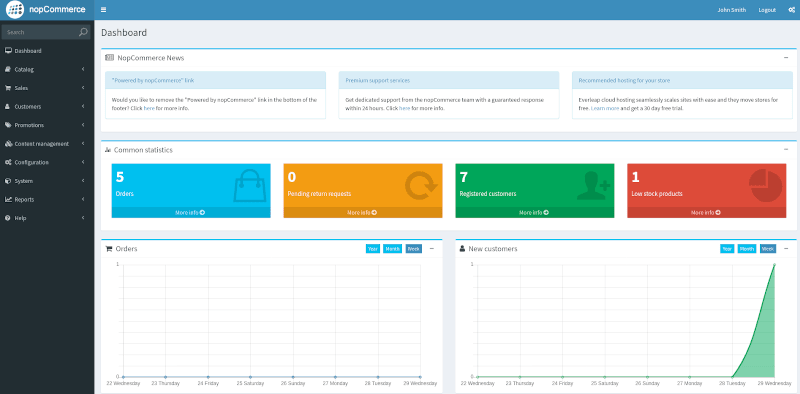 nopCommerce
John Smith
Logout
Search
Dashboard
Catalog
Sales
Customers
Promotions
Content management
Configuration
System
Reports
Help
Dashboard
NopCommerce News
"Powered by nopCommerce" link
Would you like to remove the "Powered by nopCommerce" link in the bottom of the
footer? Click here for more info.
Premium support services
Get dedicated support from the nopCommerce team with a guaranteed response
within 24 hours. Click here for more info.
Recommended hosting for your store
Everleap cloud hosting seamlessly scales sites with ease and they move stores for
free. Learn more and get a 30 day free trial.
Common statistics
5
Orders
More info
0
Pending return requests
More info
7
Registered customers
More info
1
Low stock products
More info
Orders
Year
Month
Week
1
0
22 Wednesday
23 Thursday
24 Friday
25 Saturday
26 Sunday
27 Monday
28 Tuesday
29 Wednesday
New customers
Year
Month
Week
1
0
22 Wednesday
23 Thursday
24 Friday
25 Saturday
26 Sunday
27 Monday
28 Tuesday
29 Wednesday